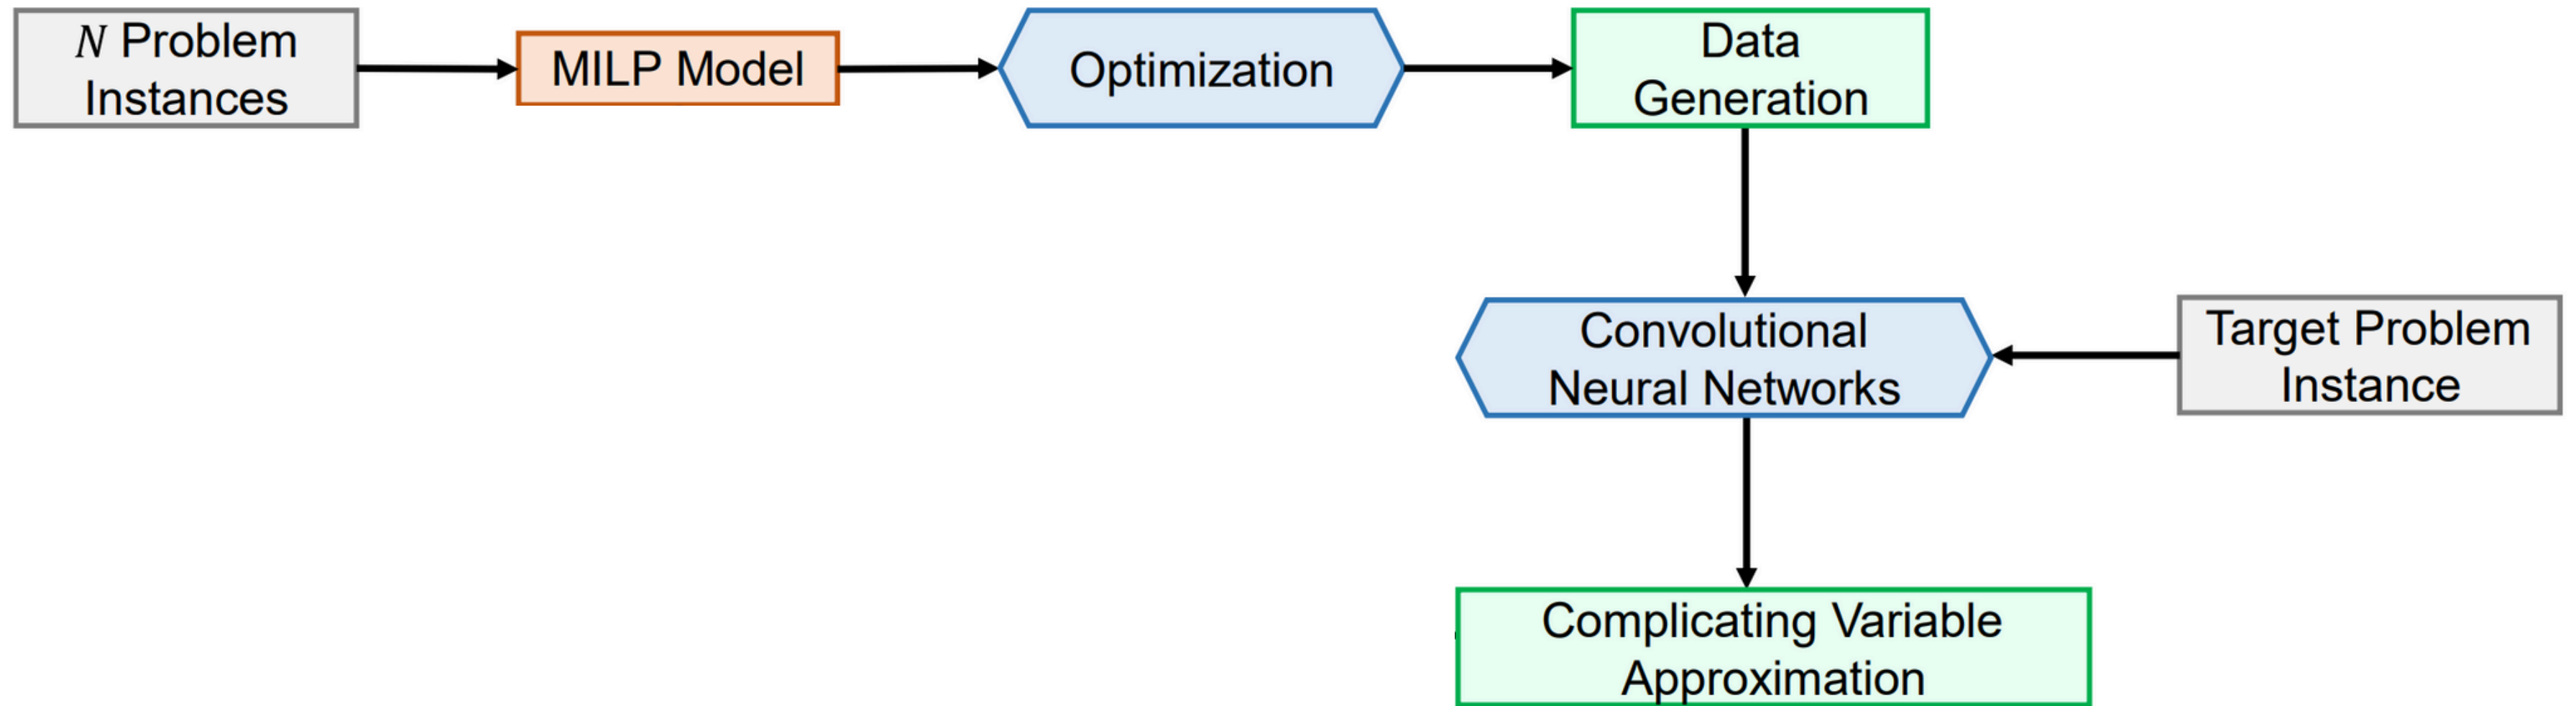 N Problem
Instances
MILP Model
Optimization
Data
Generation
Convolutional
Neural Networks
Target Problem
Instance
Complicating Variable
Approximation